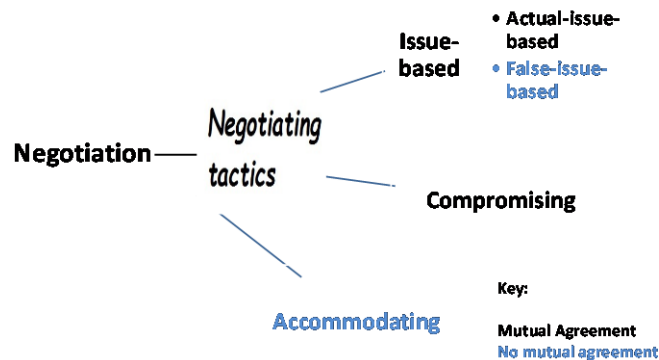 Negotiation
Negotiating
tactics
Issue-
based
• Actual-issue-
based
• False-issue-
based
Compromising
Accommodating
Key:
Mutual Agreement
No mutual agreement